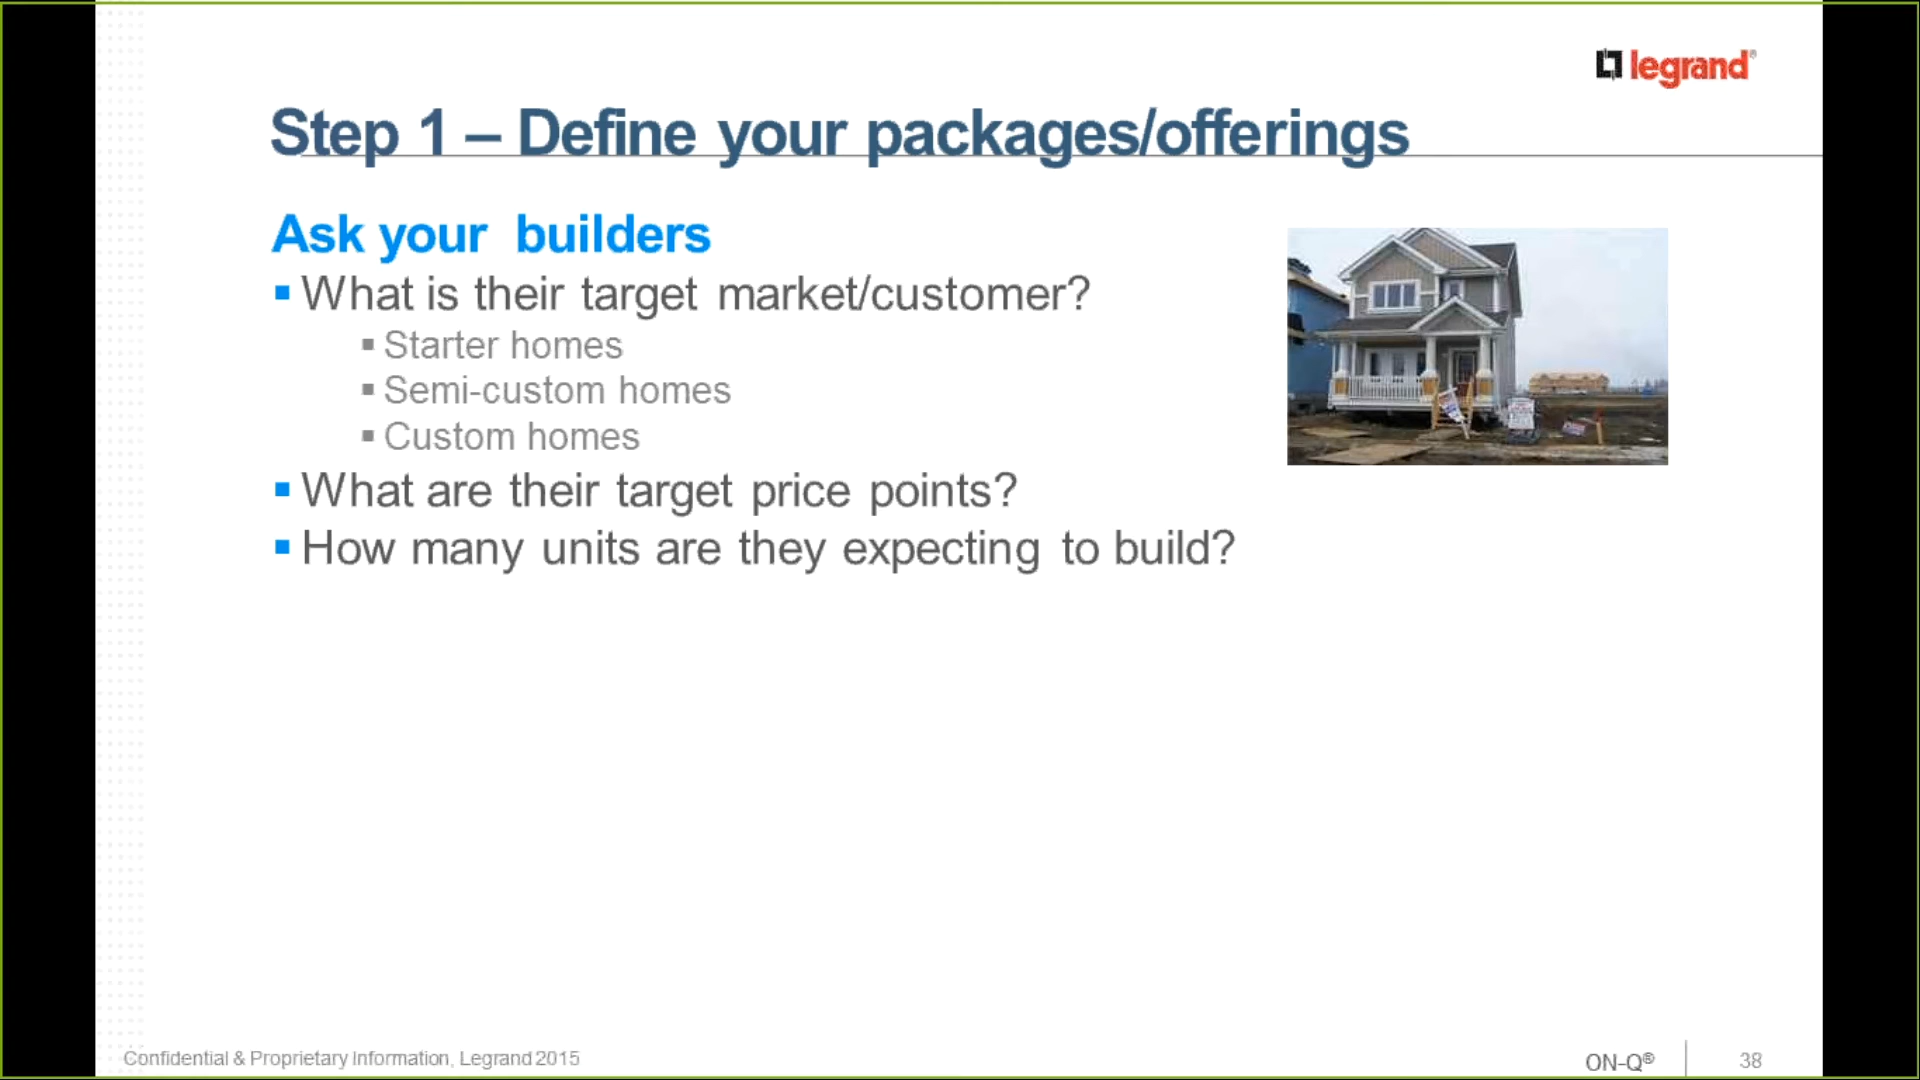 legrand®
Step 1 – Define your packages/offerings
Ask your builders
▪ What is their target market/customer?
▪ Starter homes
▪ Semi-custom homes
▪ Custom homes
▪ What are their target price points?
▪ How many units are they expecting to build?
Confidential & Proprietary Information, Legrand 2015
ON-Q®
38